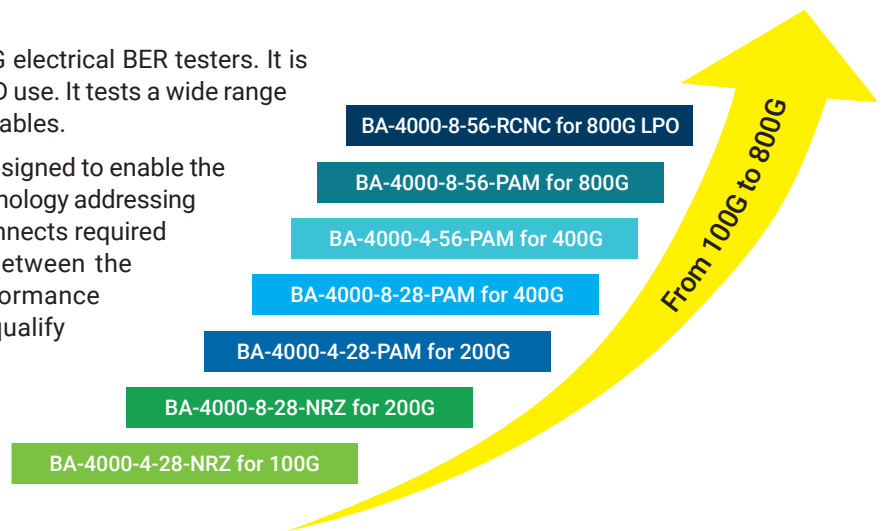 G electrical BER testers. It is
D use. It tests a wide range
ables.
signed to enable the
nology addressing
nnects required
between the
ormance
qualify
BA-4000-8-56-RCNC for 800G LPO
BA-4000-8-56-PAM for 800G
BA-4000-4-56-PAM for 400G
BA-4000-8-28-PAM for 400G
BA-4000-4-28-PAM for 200G
BA-4000-8-28-NRZ for 200G
BA-4000-4-28-NRZ for 100G
From 100G to 800G